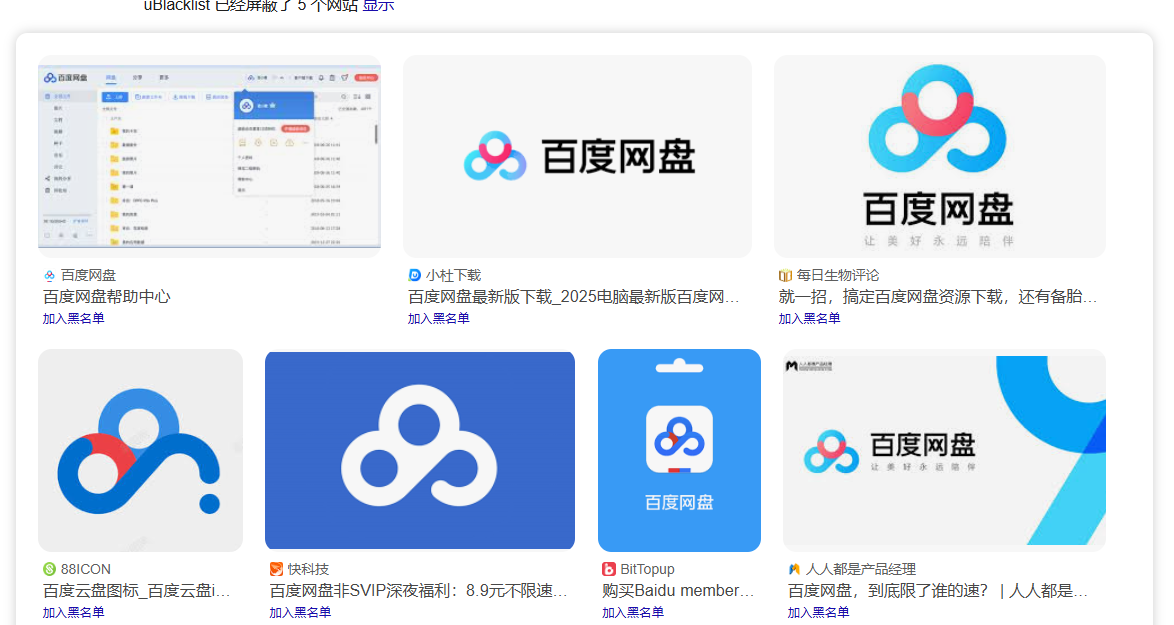 uBlacklist 已经屏蔽了 5 个网站 显示
百度网盘
百度网盘
百度网盘
让美好永远陪伴
百度网盘
百度网盘帮助中心
加入黑名单
小杜下载
百度网盘最新版下载_2025电脑最新版百度网…
加入黑名单
每日生物评论
就一招，搞定百度网盘资源下载，还有备胎…
加入黑名单
百度网盘
人人都是产品经理
百度网盘
让美好永远陪伴
88ICON
百度云盘图标_百度云盘i…
加入黑名单
快科技
百度网盘非SVIP深夜福利：8.9元不限速…
加入黑名单
BitTopup
购买Baidu member…
加入黑名单
人人都是产品经理
百度网盘，到底限了谁的速？ | 人人都是…
加入黑名单